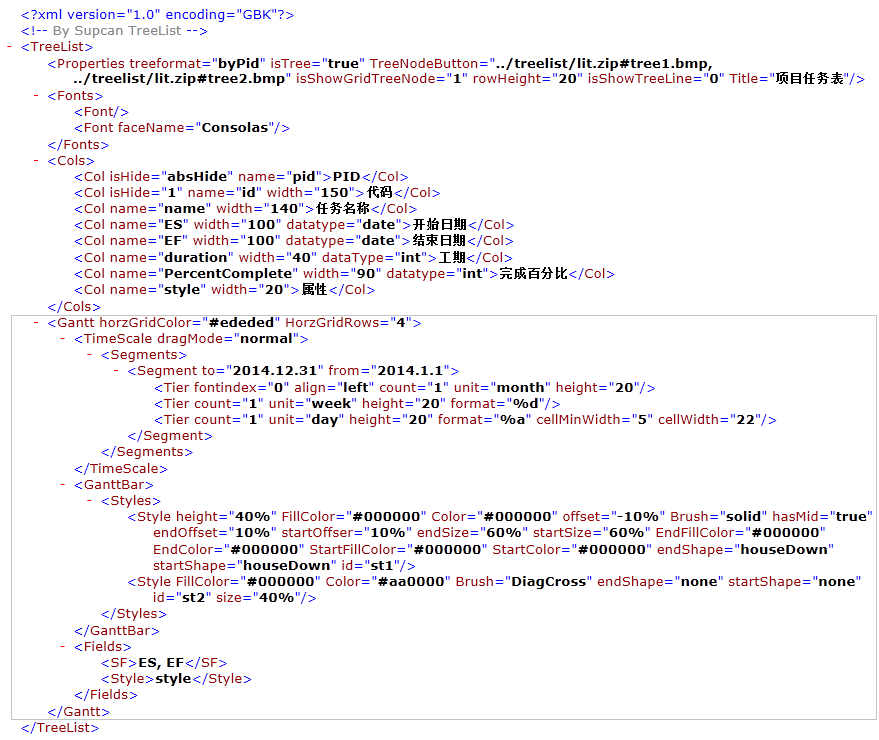 <?xml version="1.0" encoding="GBK"?>
<!-- By Supcan TreeList -->
- <TreeList>
<Properties treeformat="byPid" isTree="true" TreeNodeButton="../treelist/lit.zip#tree1.bmp,
../treelist/lit.zip#tree2.bmp" isShowGridTreeNode="1" rowHeight="20" isShowTreeLine="0" Title="项目任务表"/>
- <Fonts>
<Font/>
<Font faceName="Consolas"/>
</Fonts>
- <Cols>
<Col isHide="absHide" name="pid">PID</Col>
<Col isHide="1" name="id" width="150">代码</Col>
<Col name="name" width="140">任务名称</Col>
<Col name="ES" width="100" datatype="date">开始日期</Col>
<Col name="EF" width="100" datatype="date">结束日期</Col>
<Col name="duration" width="40" dataType="int">工期</Col>
<Col name="PercentComplete" width="90" datatype="int">完成百分比</Col>
<Col name="style" width="20">属性</Col>
</Cols>
- <Gantt horzGridColor="#ededed" HorzGridRows="4">
- <TimeScale dragMode="normal">
- <Segments>
- <Segment to="2014.12.31" from="2014.1.1">
<Tier fontindex="0" align="left" count="1" unit="month" height="20"/>
<Tier count="1" unit="week" height="20" format="%d"/>
<Tier count="1" unit="day" height="20" format="%a" cellMinWidth="5" cellWidth="22"/>
</Segment>
</Segments>
</TimeScale>
- <GanttBar>
- <Styles>
<Style height="40%" FillColor="#000000" Color="#000000" offset="-10%" Brush="solid" hasMid="true"
endOffset="10%" startOffser="10%" endSize="60%" startSize="60%" EndFillColor="#000000"
EndColor="#000000" StartFillColor="#000000" StartColor="#000000" endShape="houseDown"
startShape="houseDown" id="st1"/>
<Style FillColor="#000000" Color="#aa0000" Brush="DiagCross" endShape="none" startShape="none"
id="st2" size="40%"/>
</Styles>
</GanttBar>
- <Fields>
<SF>ES, EF</SF>
<Style>style</Style>
</Fields>
</Gantt>
</TreeList>